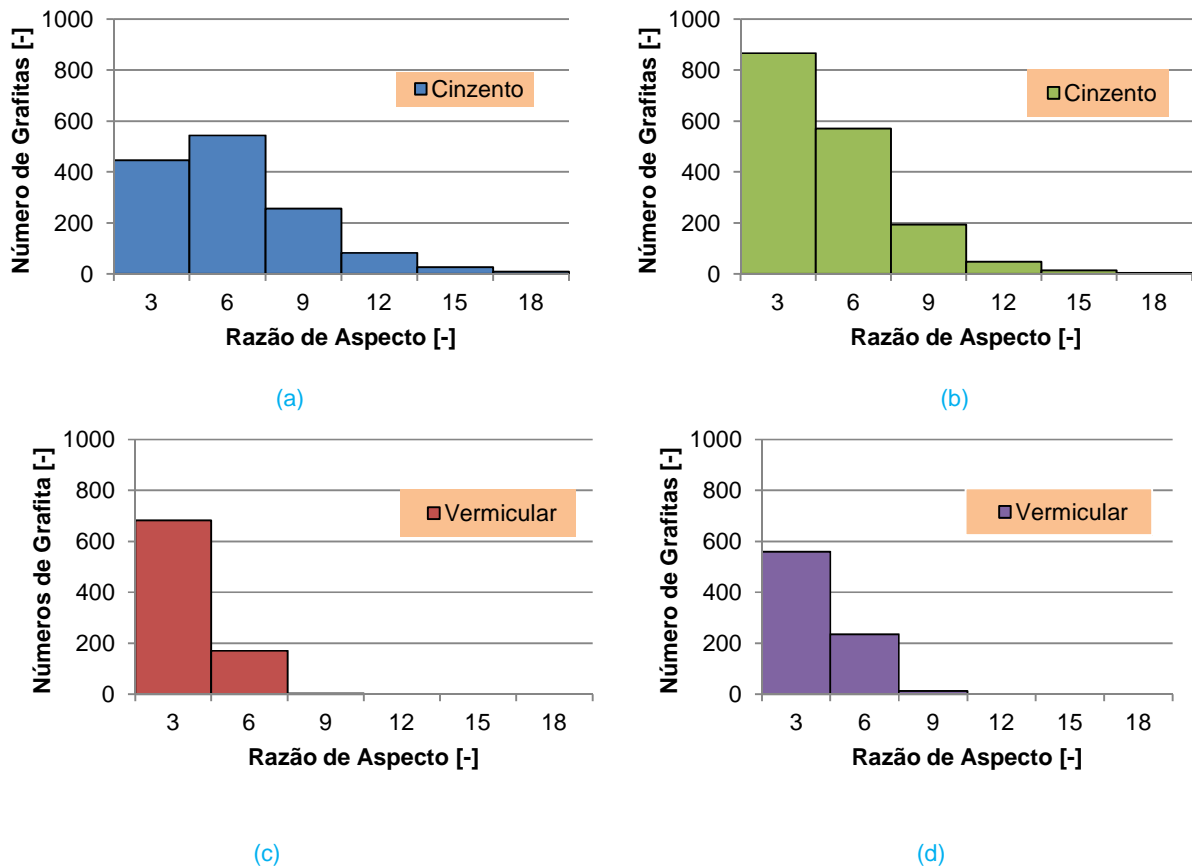 Número de Grafitas [-]
1000
800
600
400
200
0
Cinzento
3 6 9 12 15 18
Razão de Aspecto [-]
(a)
Número de Grafitas [-]
1000
800
600
400
200
0
Cinzento
3 6 9 12 15 18
Razão de Aspecto [-]
(b)
Números de Grafita [-]
1000
800
600
400
200
0
Vermicular
3 6 9 12 15 18
Razão de Aspecto [-]
(c)
Número de Grafitas [-]
1000
800
600
400
200
0
Vermicular
3 6 9 12 15 18
Razão de Aspecto [-]
(d)